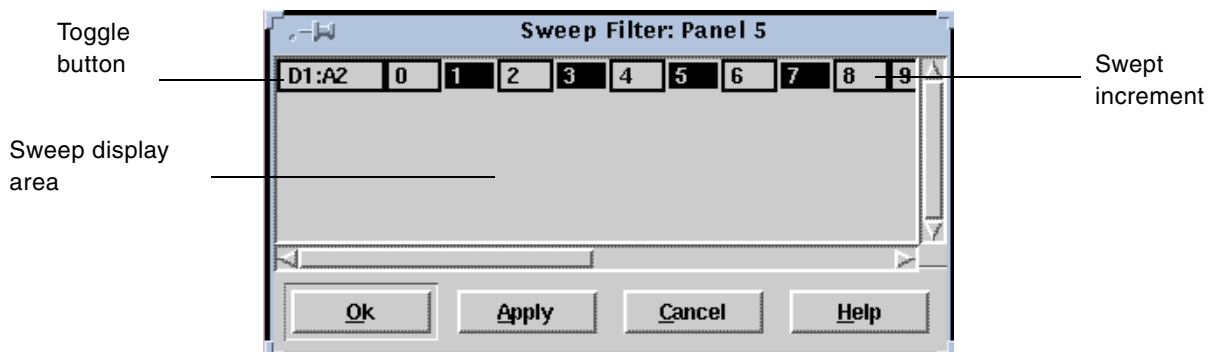 Toggle
button
Sweep Filter: Panel 5
D1:A2 0 1 2 3 4 5 6 7 8 9
Swept
increment
Sweep display
area
Ok Apply Cancel Help